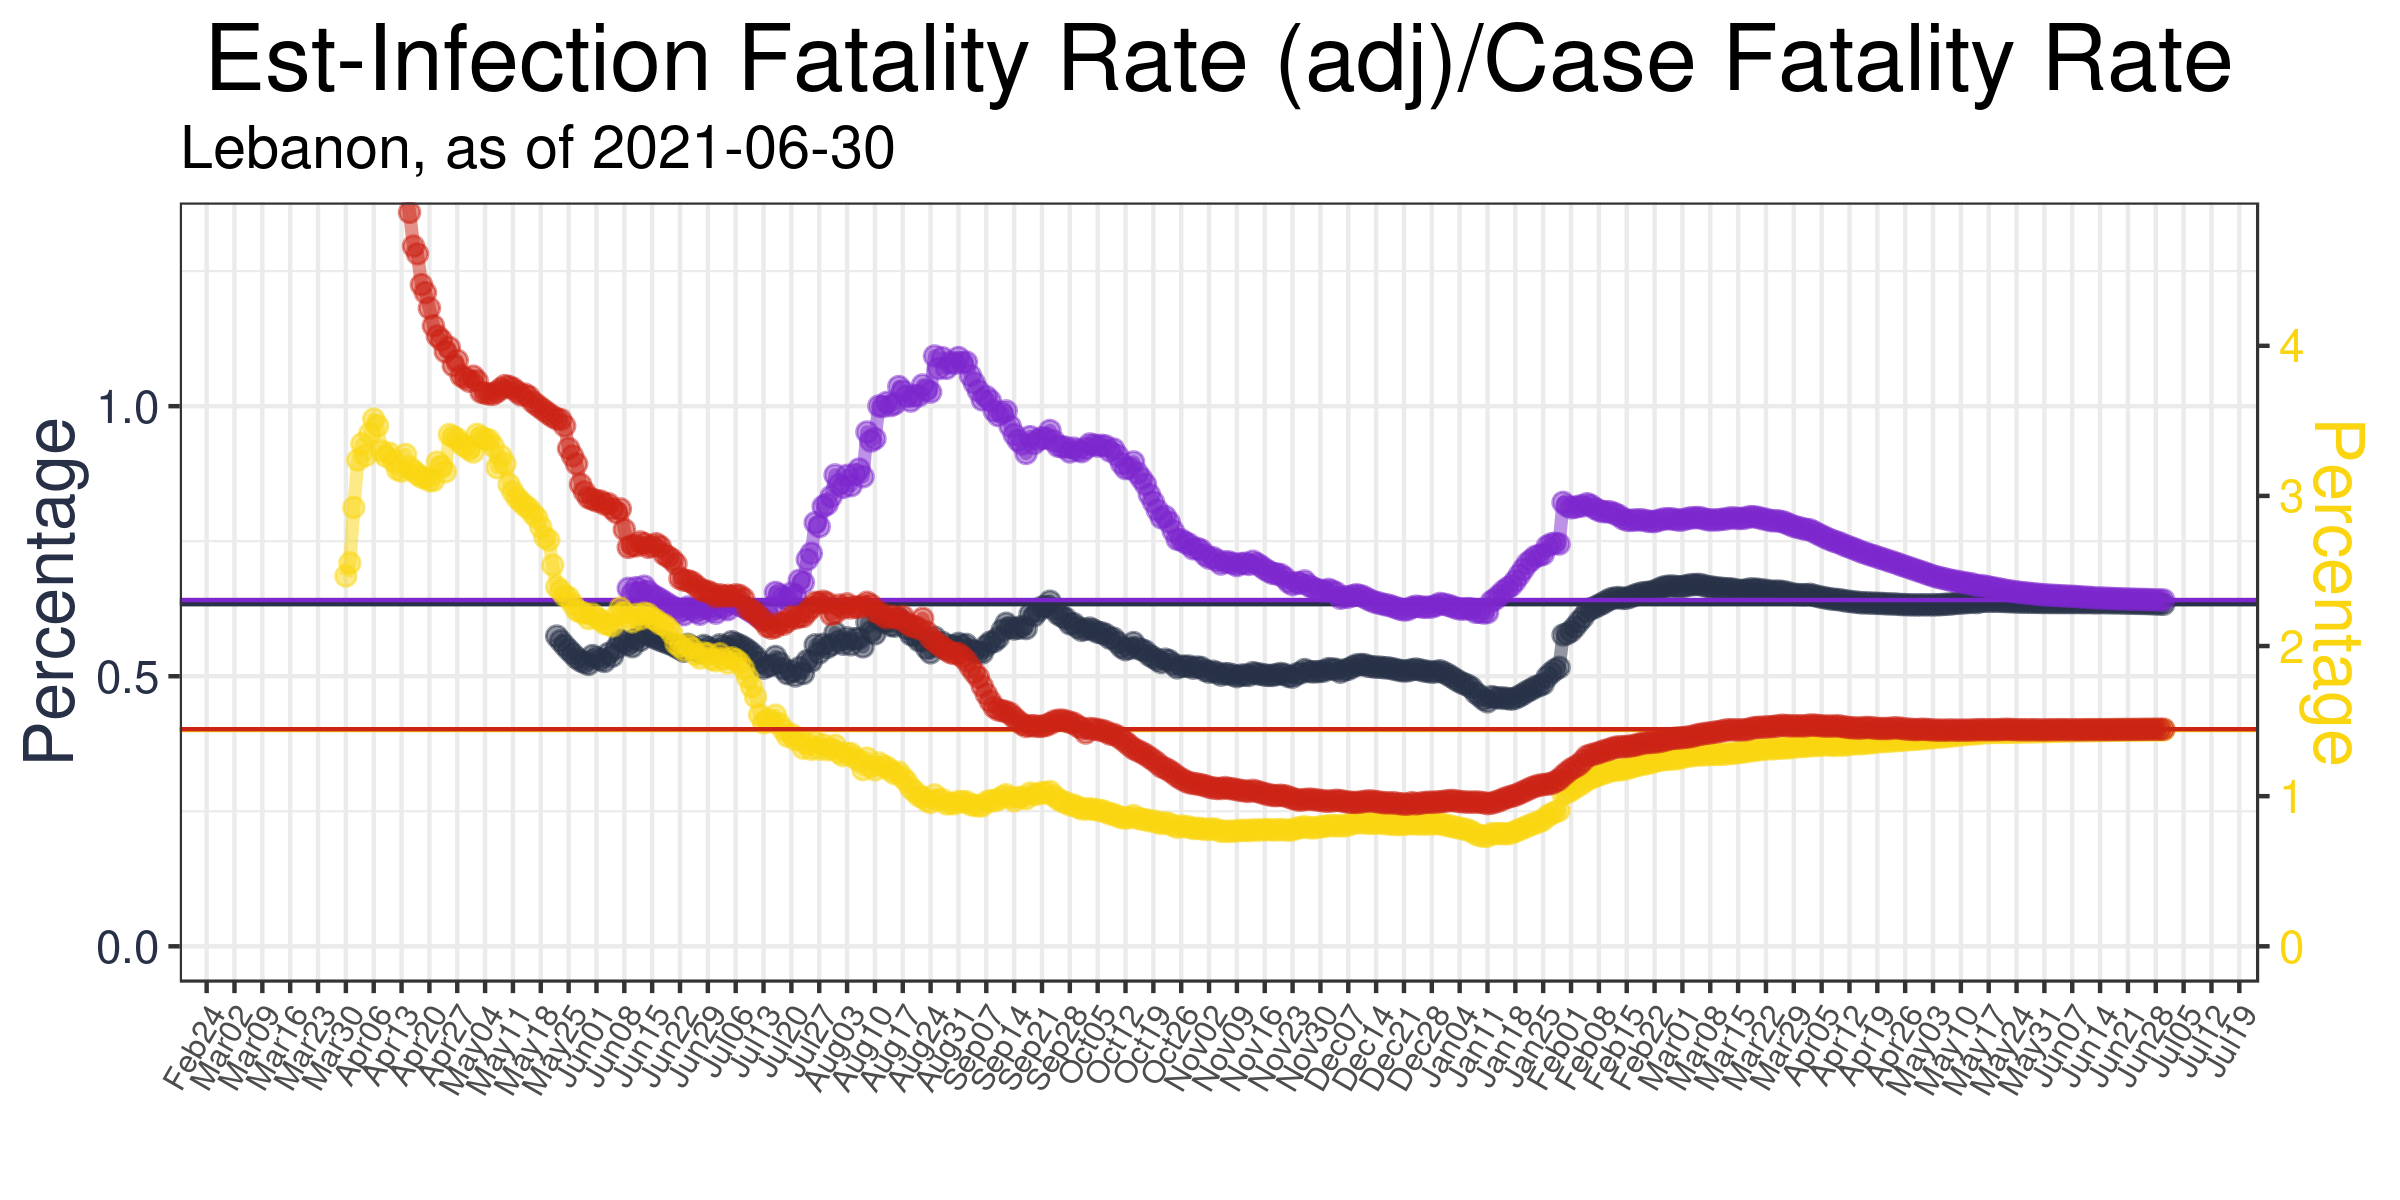 Est-Infection Fatality Rate (adj)/Case Fatality Rate
Lebanon, as of 2021-06-30
Percentage
1.0
0.5
0.0
4
3
2
1
0
Percentage
Feb24
Mar02
Mar09
Mar16
Mar23
Mar30
Apr06
Apr13
Apr20
Apr27
May04
May11
May18
May25
Jun01
Jun08
Jun15
Jun22
Jun29
Jul06
Jul13
Jul20
Jul27
Aug03
Aug10
Aug17
Aug24
Aug31
Sep07
Sep14
Sep21
Sep28
Oct05
Oct12
Oct19
Oct26
Nov02
Nov09
Nov16
Nov23
Nov30
Dec07
Dec14
Dec21
Dec28
Jan04
Jan11
Jan18
Jan25
Feb01
Feb08
Feb15
Feb22
Mar01
Mar08
Mar15
Mar22
Mar29
Apr05
Apr12
Apr19
Apr26
May03
May10
May17
May24
May31
Jun07
Jun14
Jun21
Jun28
Jul05
Jul12
Jul19